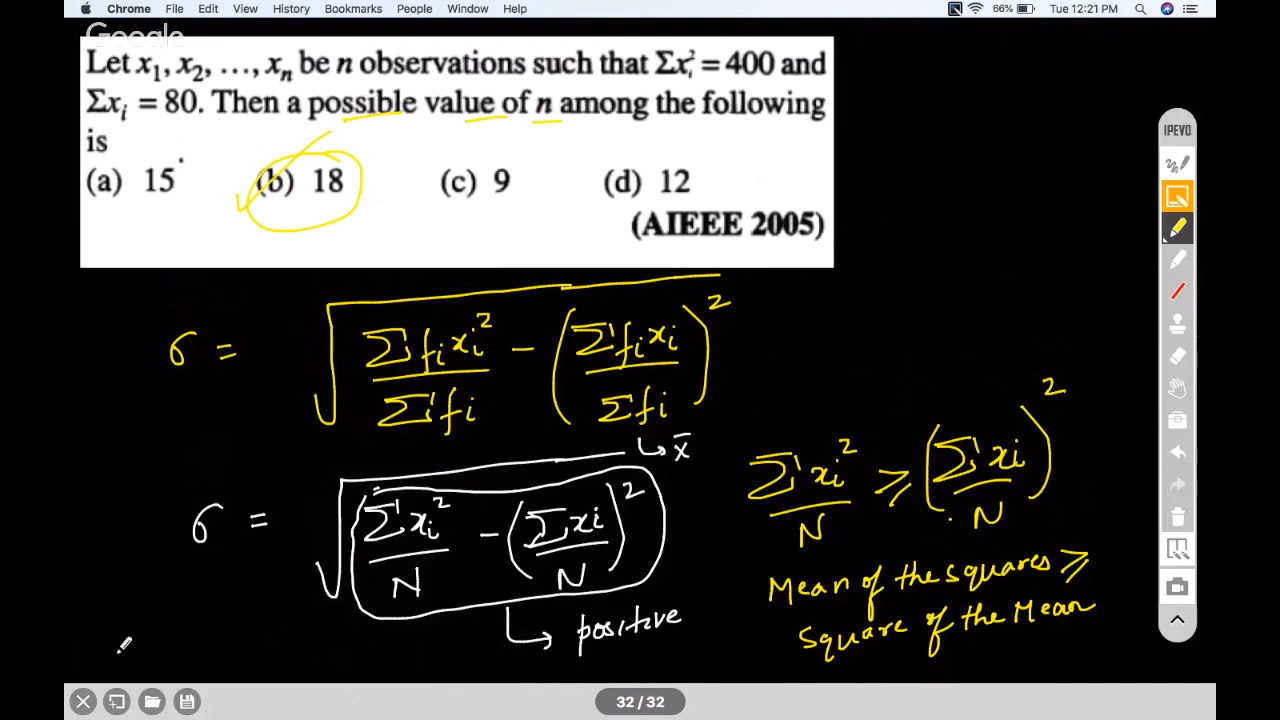 Chrome File Edit View History Bookmarks People Window Help 66% Tue 12:21 PM
Google
Let x₁, x₂, ..., xₙ be n observations such that Σxᵢ² = 400 and
Σxᵢ = 80. Then a possible value of n among the following
is
(a) 15 (b) 18 (c) 9 (d) 12
(AIEEE 2005)
IPEVO
σ = √(Σfᵢxᵢ²/Σfᵢ − (Σfᵢxᵢ/Σfᵢ)²)
↳ x̄
σ = √(Σxᵢ²/N − (Σxi/N)²)
↳ positive
Σxᵢ²/N ≥ (Σxi/N)²
Mean of the squares ≥
Square of the Mean
32 / 32